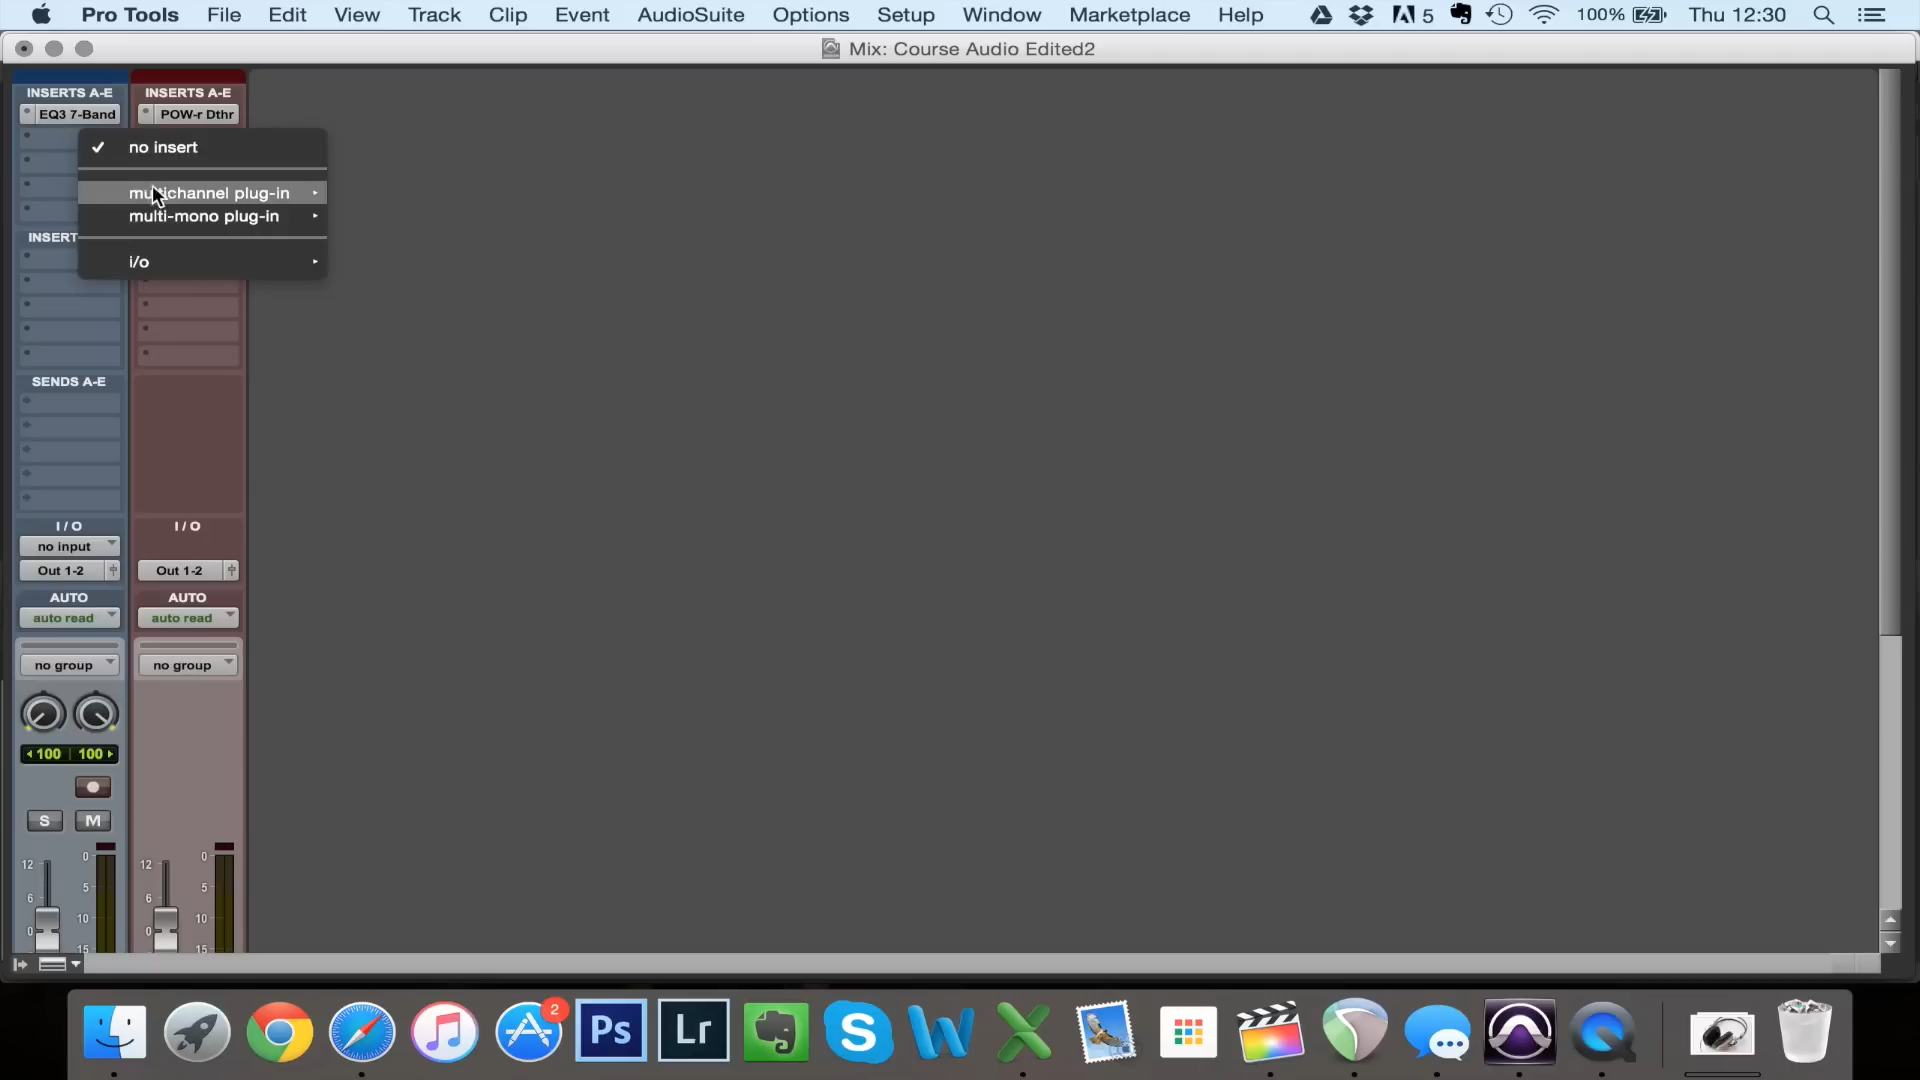 Pro Tools File Edit View Track Clip Event AudioSuite Options Setup Window Marketplace Help 5 100% Thu 12:30
Mix: Course Audio Edited2
INSERTS A-E INSERTS A-E
EQ3 7-Band POW-r Dthr
no insert
multichannel plug-in
multi-mono plug-in
INSERT
i/o
SENDS A-E
I / O I / O
no input
Out 1-2 Out 1-2
AUTO AUTO
auto read auto read
no group no group
100 100
S M
12 0 12 0
5 5
6 10 6 10
0 15 0 15
2
Ps Lr S W